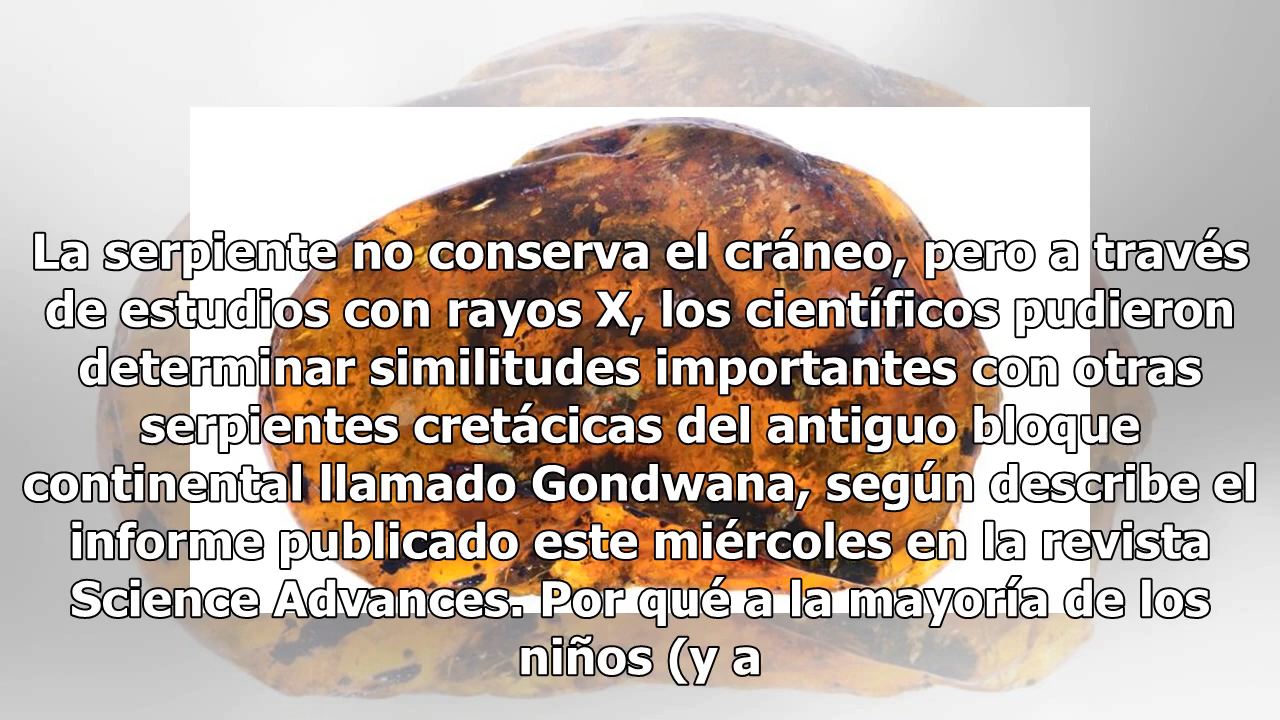 La serpiente no conserva el cráneo, pero a través
de estudios con rayos X, los científicos pudieron
determinar similitudes importantes con otras
serpientes cretácicas del antiguo bloque
continental llamado Gondwana, según describe el
informe publicado este miércoles en la revista
Science Advances. Por qué a la mayoría de los
niños (y a